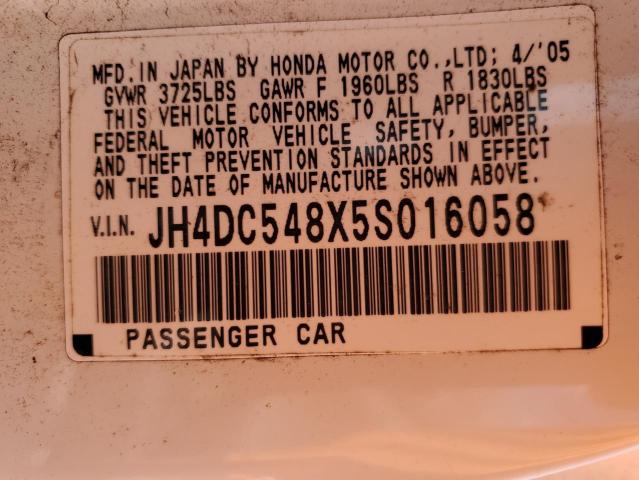 MFD. IN JAPAN BY HONDA MOTOR CO.,LTD; 4/'05
GVWR 3725LBS GAWR F 1960LBS R 1830LBS
THIS VEHICLE CONFORMS TO ALL APPLICABLE
FEDERAL MOTOR VEHICLE SAFETY, BUMPER,
AND THEFT PREVENTION STANDARDS IN EFFECT
ON THE DATE OF MANUFACTURE SHOWN ABOVE.
V.I.N. JH4DC548X5S016058
PASSENGER CAR